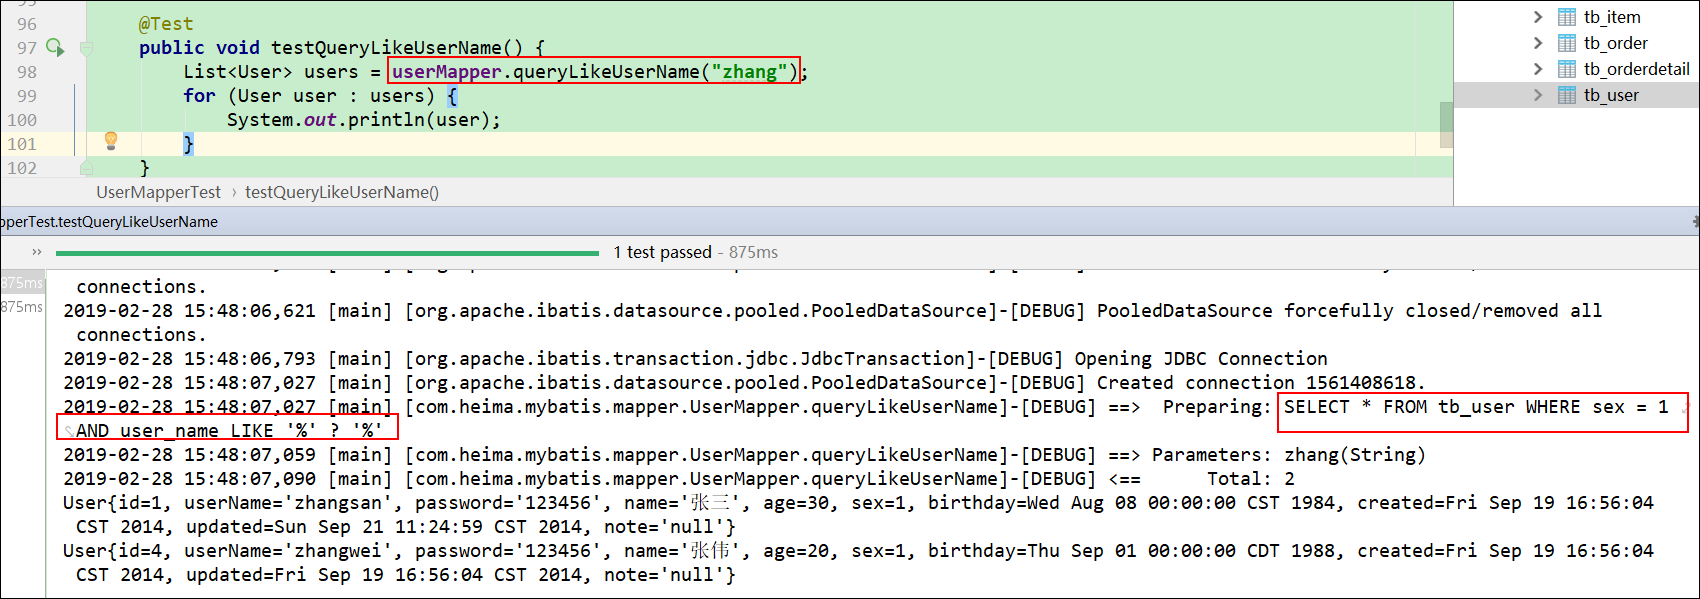 96 @Test
97 public void testQueryLikeUserName() {
98 List<User> users = userMapper.queryLikeUserName("zhang");
99 for (User user : users) {
100 System.out.println(user);
101 }
102 }
tb_item
tb_order
tb_orderdetail
tb_user
UserMapperTest › testQueryLikeUserName()
pperTest.testQueryLikeUserName
» 1 test passed - 875ms
875ms
875ms
connections.
2019-02-28 15:48:06,621 [main] [org.apache.ibatis.datasource.pooled.PooledDataSource]-[DEBUG] PooledDataSource forcefully closed/removed all
connections.
2019-02-28 15:48:06,793 [main] [org.apache.ibatis.transaction.jdbc.JdbcTransaction]-[DEBUG] Opening JDBC Connection
2019-02-28 15:48:07,027 [main] [org.apache.ibatis.datasource.pooled.PooledDataSource]-[DEBUG] Created connection 1561408618.
2019-02-28 15:48:07,027 [main] [com.heima.mybatis.mapper.UserMapper.queryLikeUserName]-[DEBUG] ==>  Preparing: SELECT * FROM tb_user WHERE sex = 1
AND user_name LIKE '%' ? '%'
2019-02-28 15:48:07,059 [main] [com.heima.mybatis.mapper.UserMapper.queryLikeUserName]-[DEBUG] ==> Parameters: zhang(String)
2019-02-28 15:48:07,090 [main] [com.heima.mybatis.mapper.UserMapper.queryLikeUserName]-[DEBUG] <==      Total: 2
User{id=1, userName='zhangsan', password='123456', name='张三', age=30, sex=1, birthday=Wed Aug 08 00:00:00 CST 1984, created=Fri Sep 19 16:56:04
CST 2014, updated=Sun Sep 21 11:24:59 CST 2014, note='null'}
User{id=4, userName='zhangwei', password='123456', name='张伟', age=20, sex=1, birthday=Thu Sep 01 00:00:00 CDT 1988, created=Fri Sep 19 16:56:04
CST 2014, updated=Fri Sep 19 16:56:04 CST 2014, note='null'}